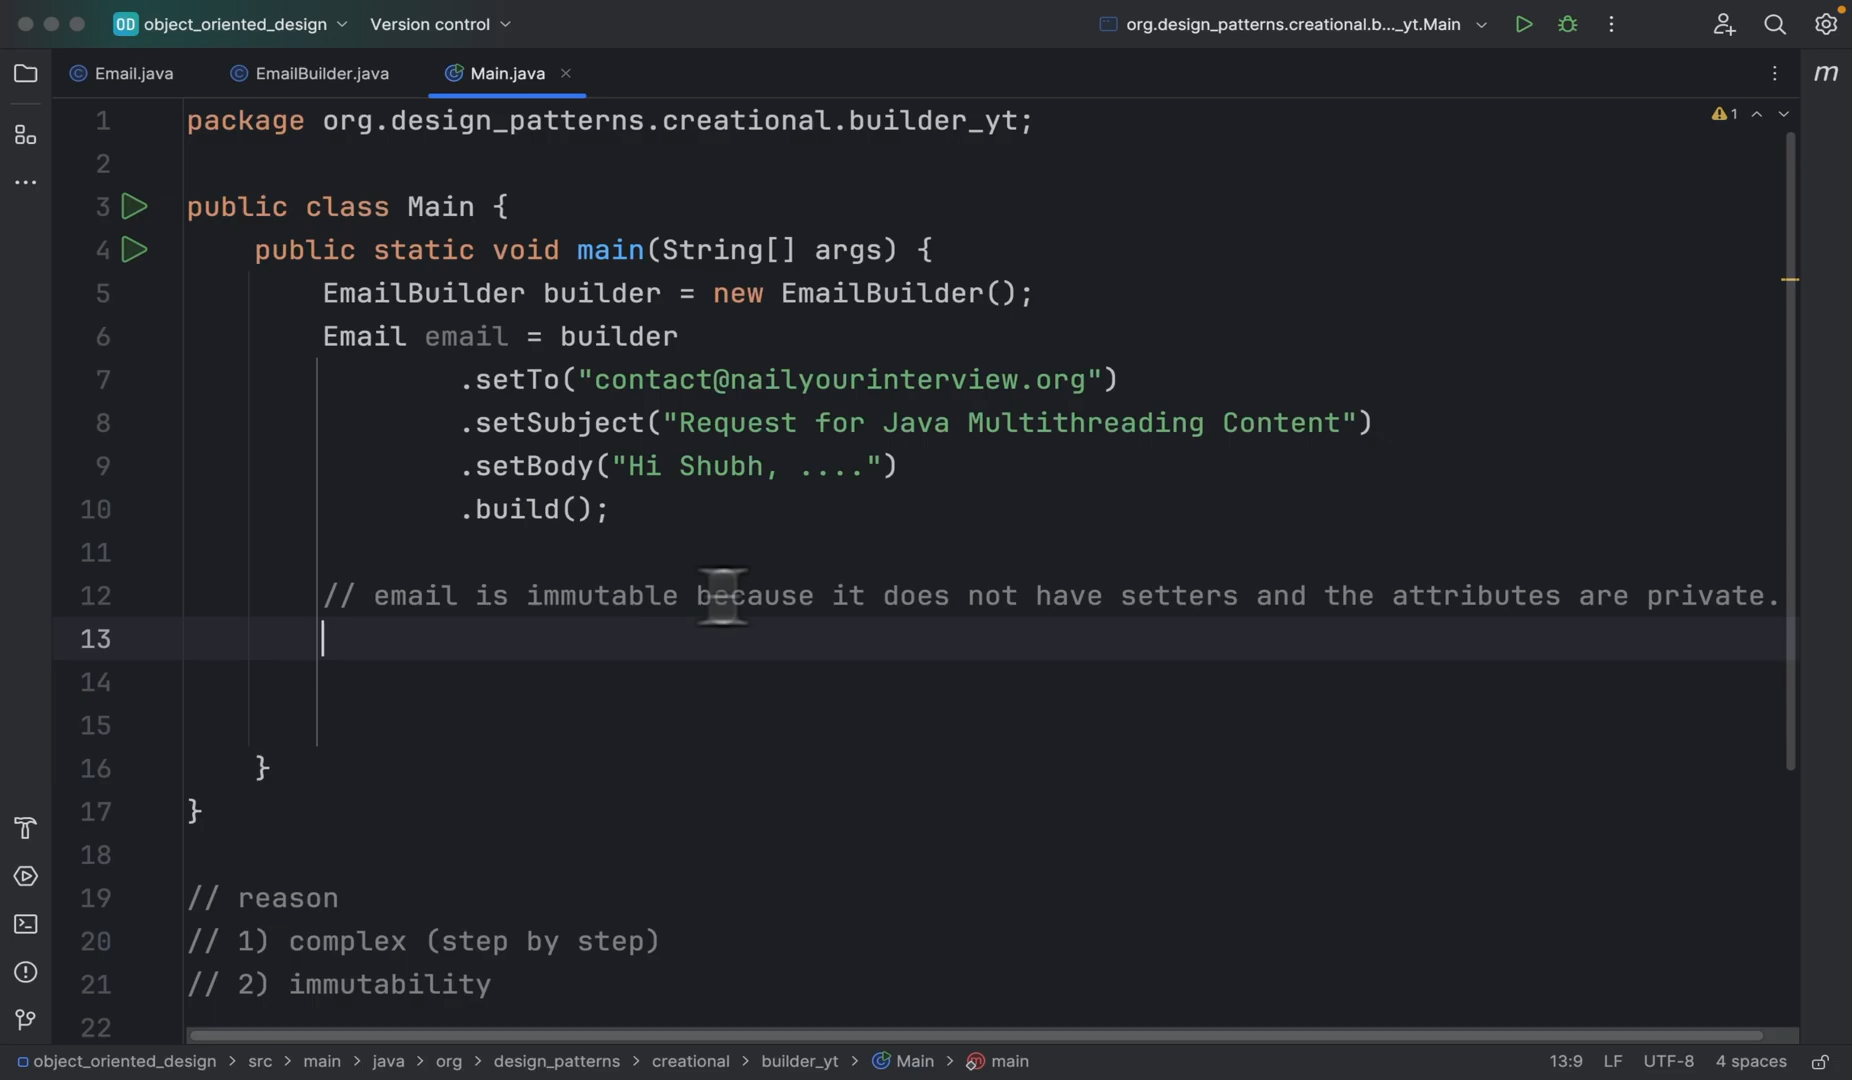 OD object_oriented_design Version control org.design_patterns.creational.b..._yt.Main
Email.java EmailBuilder.java Main.java m
1 package org.design_patterns.creational.builder_yt; 1
2
3 public class Main {
4 public static void main(String[] args) {
5 EmailBuilder builder = new EmailBuilder();
6 Email email = builder
7 .setTo("contact@nailyourinterview.org")
8 .setSubject("Request for Java Multithreading Content")
9 .setBody("Hi Shubh, ....")
10 .build();
11
12 // email is immutable because it does not have setters and the attributes are private.
13
14
15
16 }
17 }
18
19 // reason
20 // 1) complex (step by step)
21 // 2) immutability
22
object_oriented_design > src > main > java > org > design_patterns > creational > builder_yt > Main > main 13:9 LF UTF-8 4 spaces